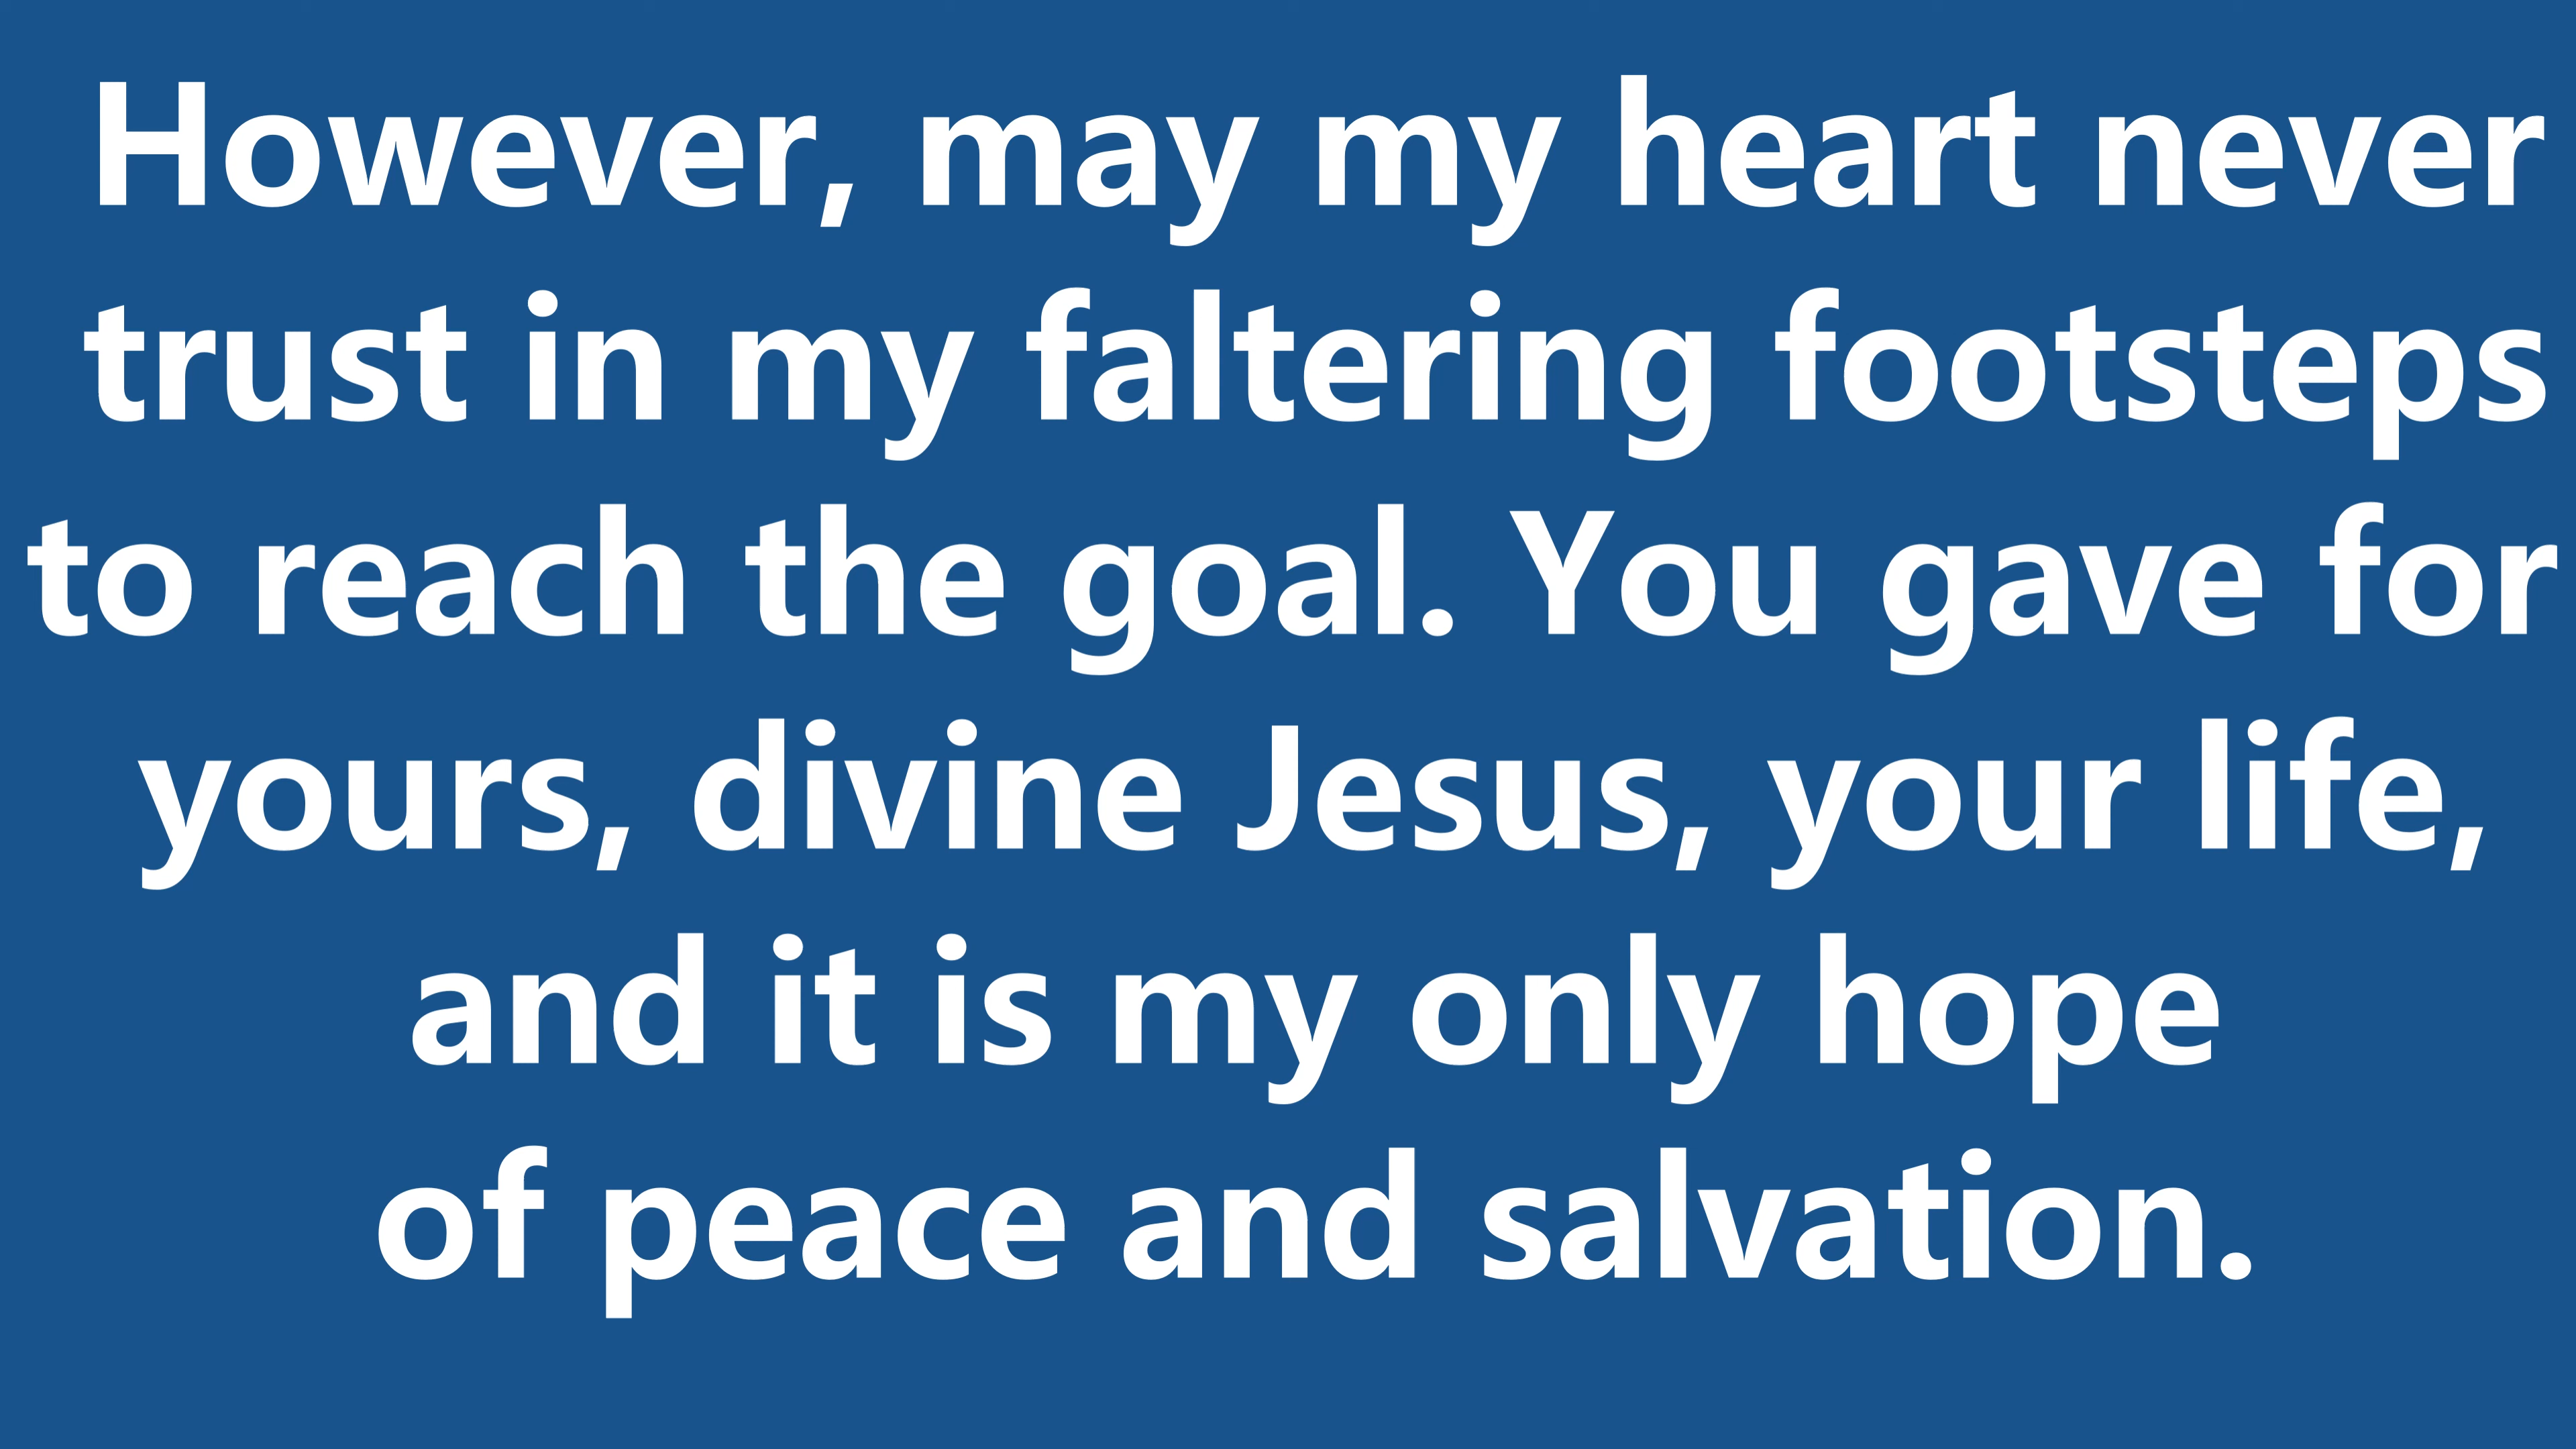 However, may my heart never
trust in my faltering footsteps
to reach the goal. You gave for
yours, divine Jesus, your life,
and it is my only hope
of peace and salvation.